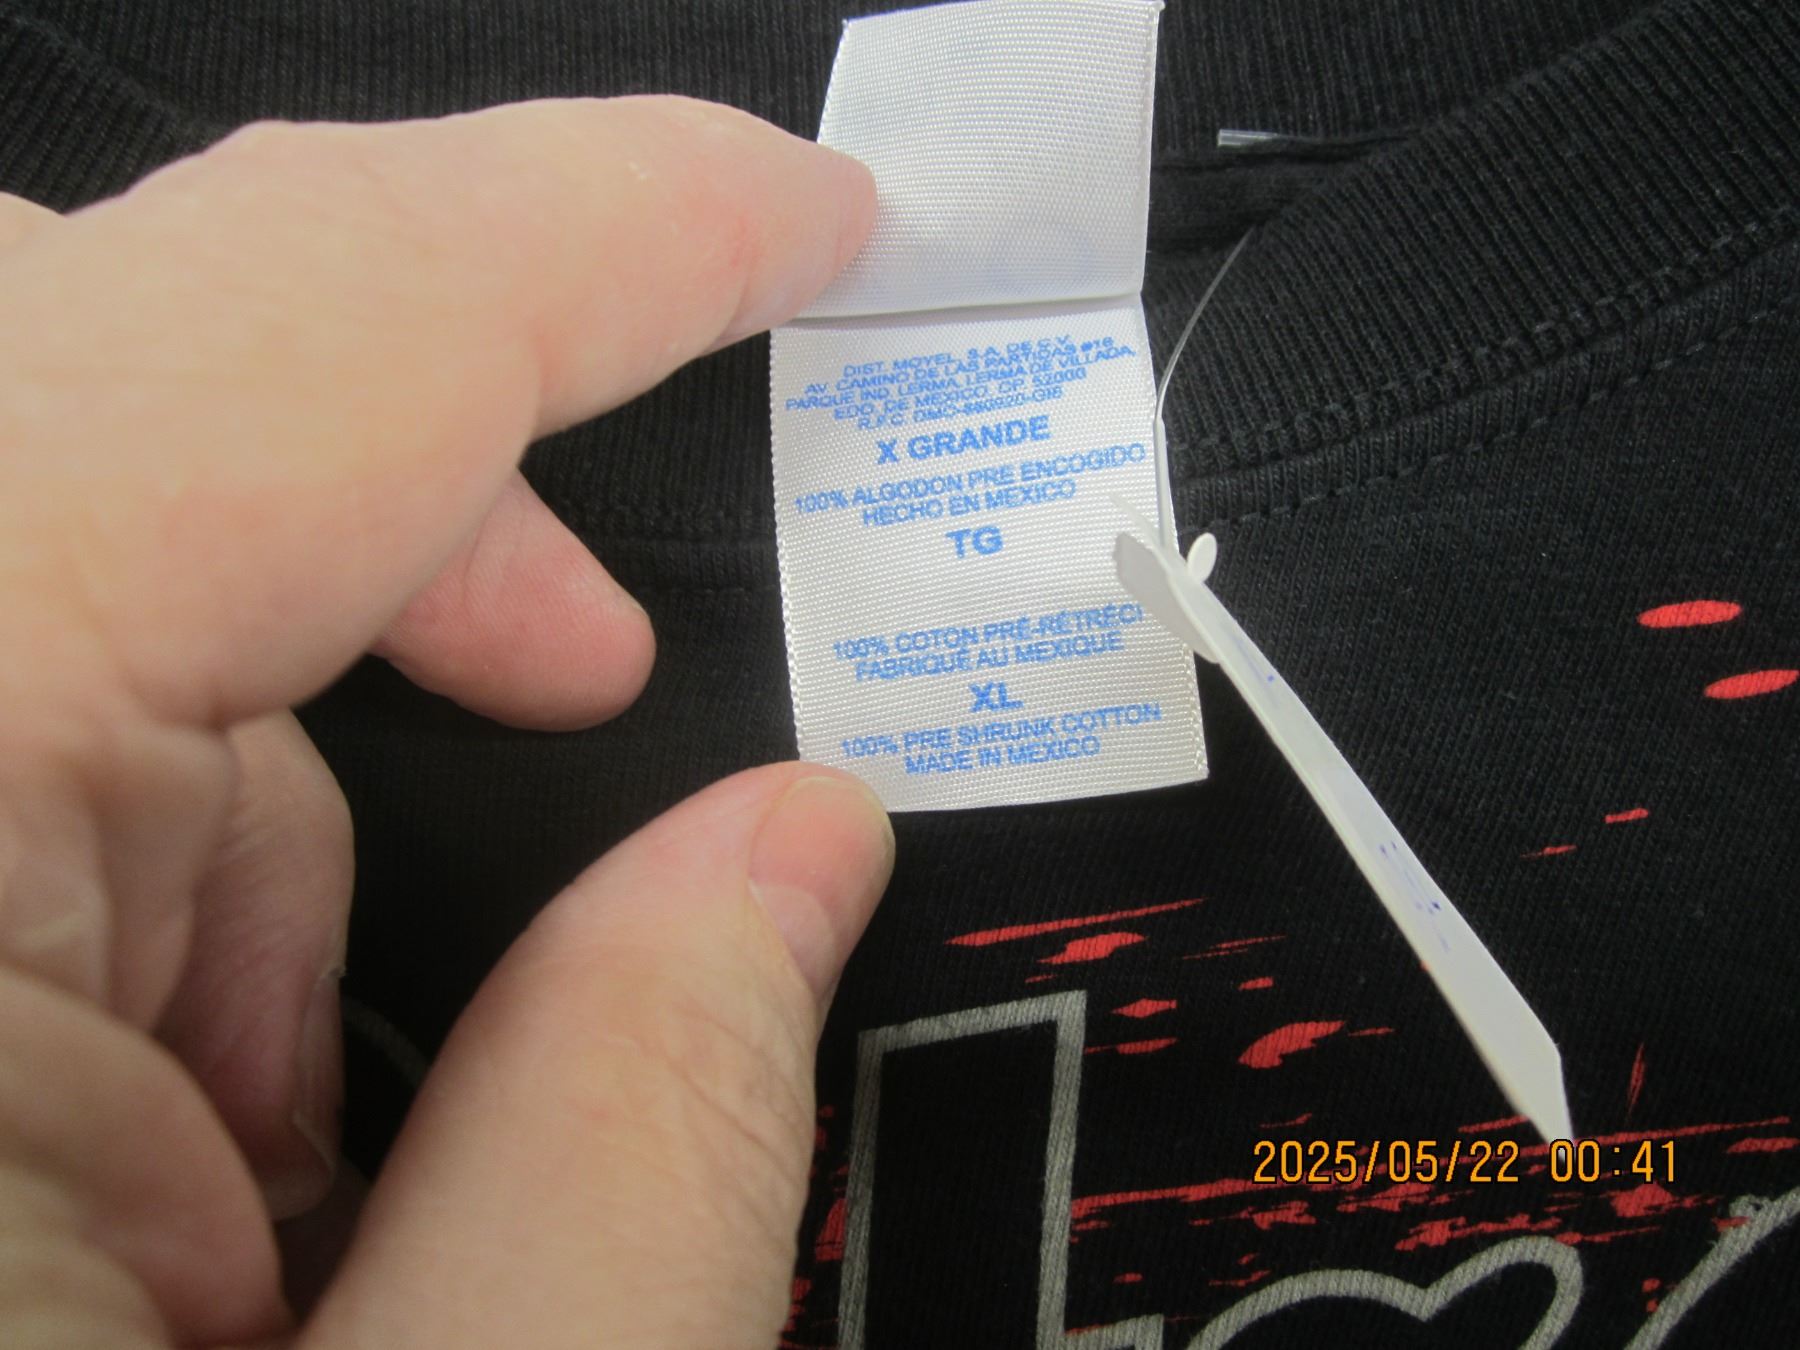 DIST. MOYEL, S.A. DE C.V.
AV. CAMINO DE LAS PARTIDAS #16
PARQUE IND. LERMA, LERMA DE VILLADA,
EDO. DE MEXICO. CP. 52000
R.F.C. DMO-
X GRANDE
100% ALGODON PRE ENCOGIDO
HECHO EN MEXICO
TG
100% COTON PRÉ-RÉTRÉCI
FABRIQUÉ AU MEXIQUE
XL
100% PRE SHRUNK COTTON
MADE IN MEXICO
2025/05/22 00:41